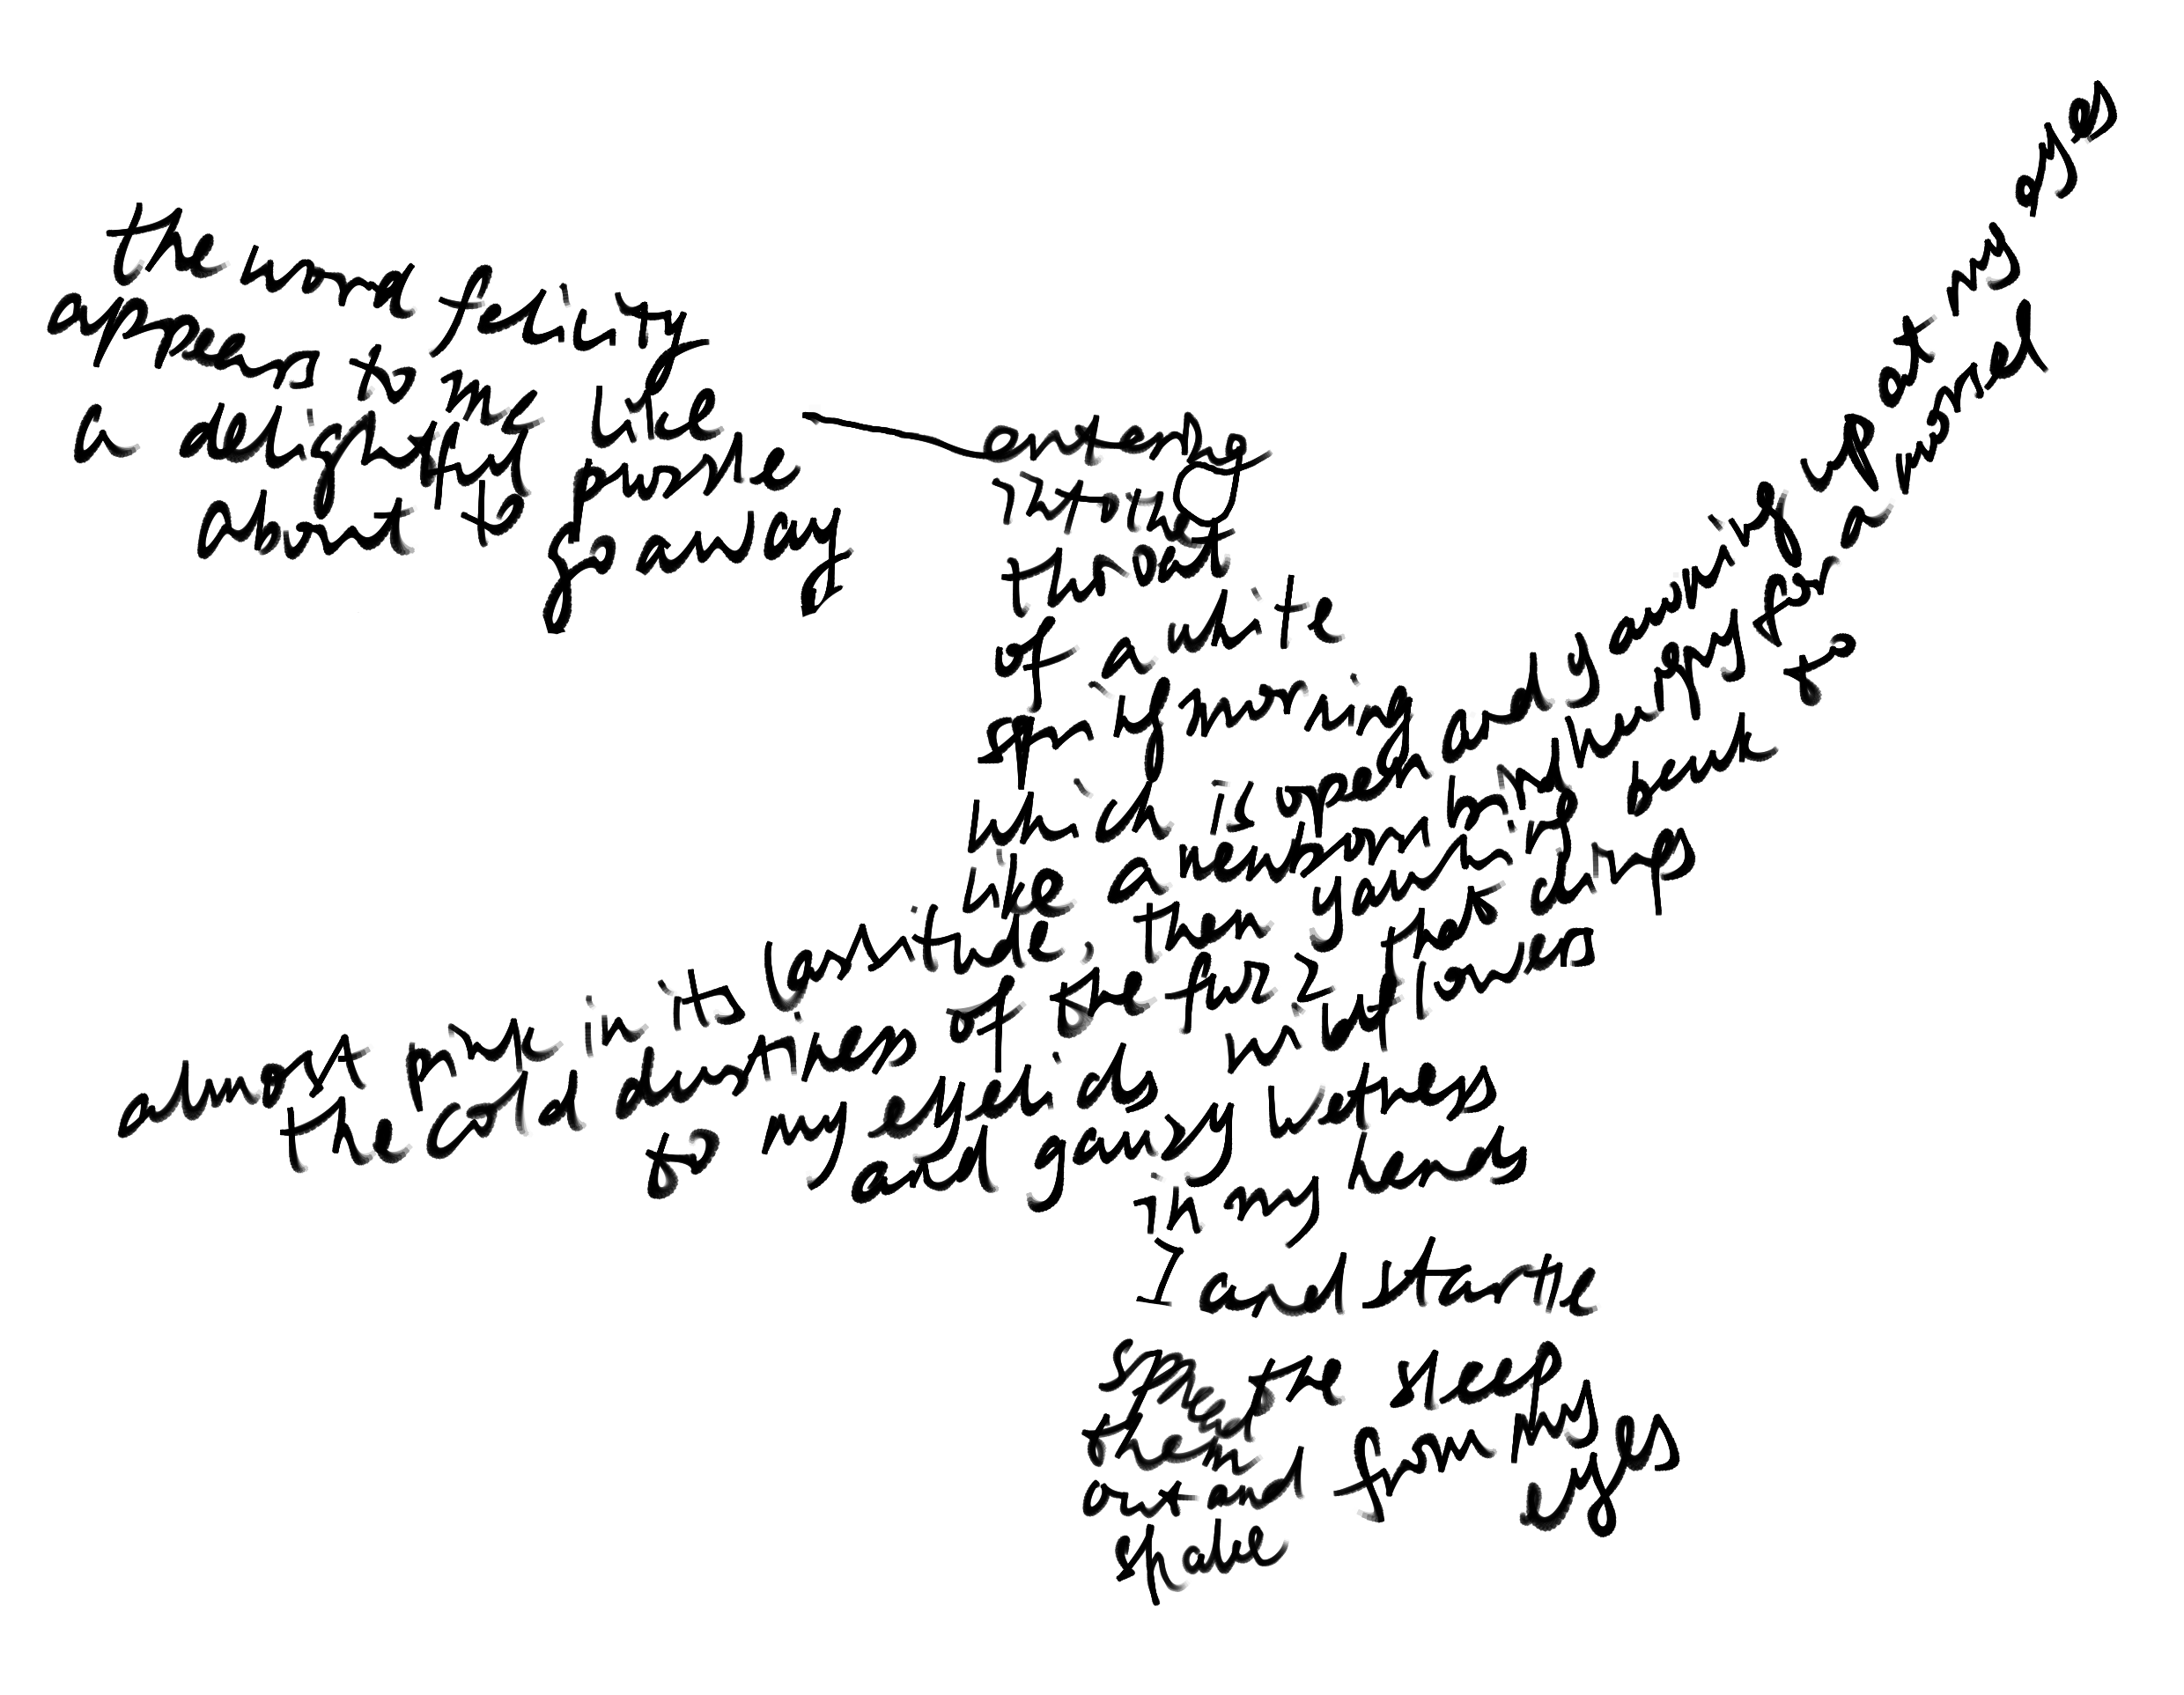 the word felicity
appears to me like
a delightful puzzle
about to go away
entering
into the
throat
of a white
spring morning
which is open and yawning up at my eyes
like a newborn bird hungry for a morsel
almost pink in its lassitude, then yawning back to
the cold dustiness of the fuzz that clings
to my eyelids wildflowers
and gauzy wetness
in my hands
I and startle
spread the sleep
them from my
out and eyes
shake